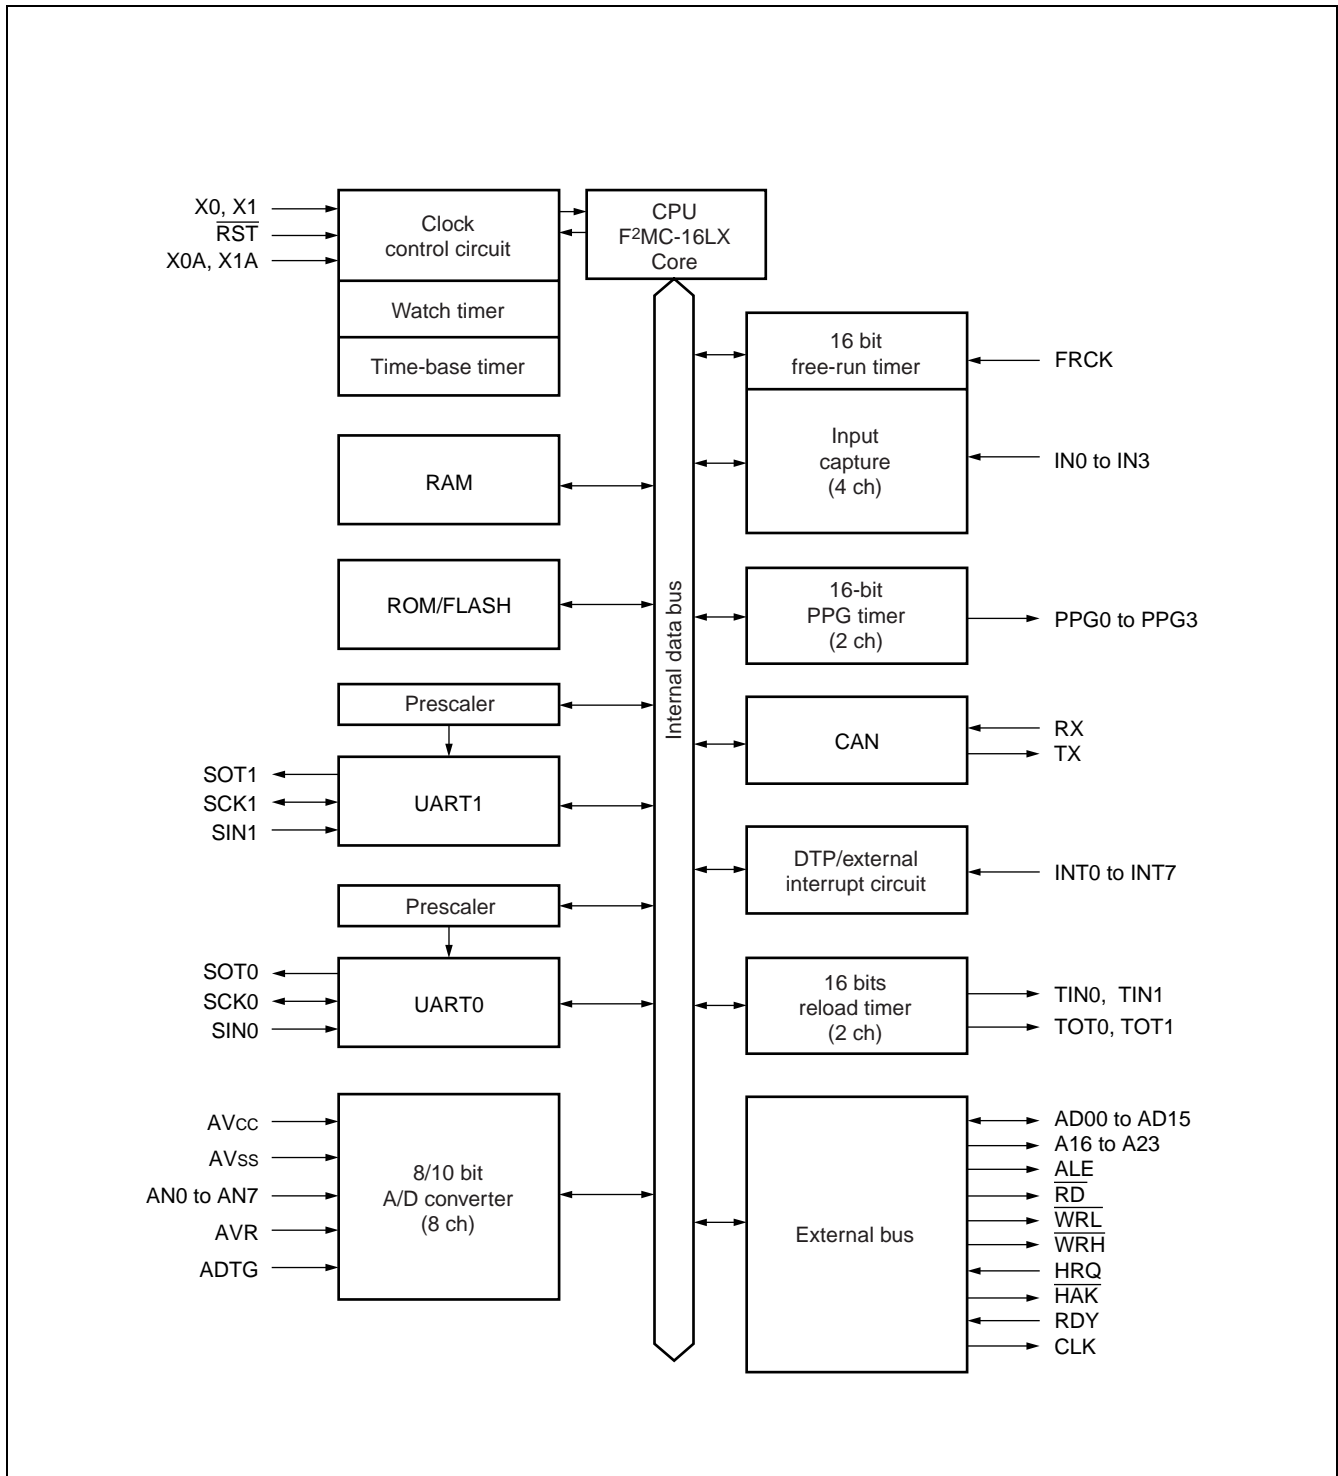 X0, X1
RST
X0A, X1A
Clock
control circuit
Watch timer
Time-base timer
CPU
F2MC-16LX
Core
RAM
ROM/FLASH
Prescaler
SOT1
SCK1
SIN1
UART1
Prescaler
SOT0
SCK0
SIN0
UART0
AVCC
AVSS
AN0 to AN7
AVR
ADTG
8/10 bit
A/D converter
(8 ch)
Internal data bus
16 bit
free-run timer
FRCK
Input
capture
(4 ch)
IN0 to IN3
16-bit
PPG timer
(2 ch)
PPG0 to PPG3
CAN
RX
TX
DTP/external
interrupt circuit
INT0 to INT7
16 bits
reload timer
(2 ch)
TIN0, TIN1
TOT0, TOT1
External bus
AD00 to AD15
A16 to A23
ALE
RD
WRL
WRH
HRQ
HAK
RDY
CLK